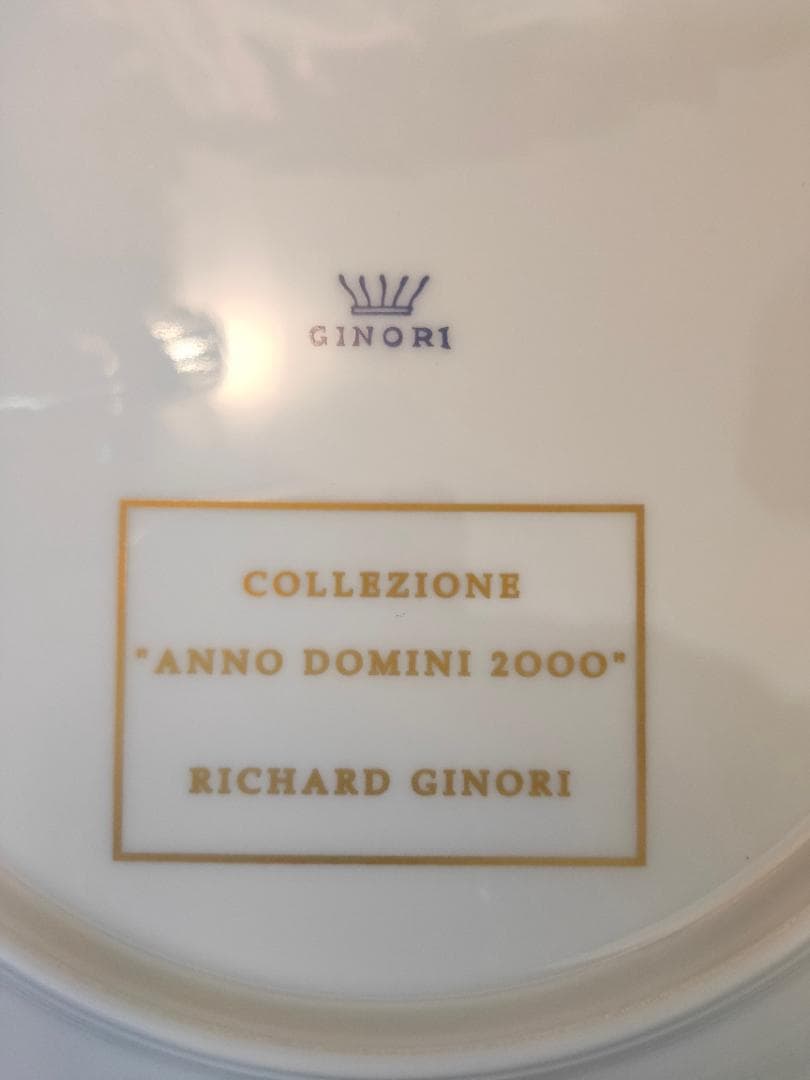 GINORI
COLLEZIONE
"ANNO DOMINI 2000"
RICHARD GINORI